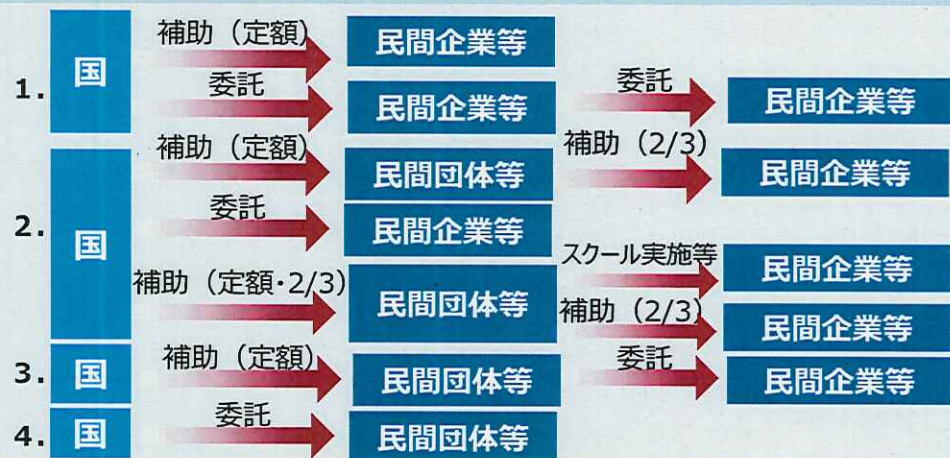 1. 国 補助（定額） 民間企業等
委託 民間企業等 委託 民間企業等
2. 国 補助（定額） 民間団体等 補助（2/3） 民間企業等
委託 民間企業等
補助（定額・2/3） 民間団体等 スクール実施等 民間企業等
補助（2/3） 民間企業等
3. 国 補助（定額） 民間団体等 委託 民間企業等
4. 国 委託 民間団体等